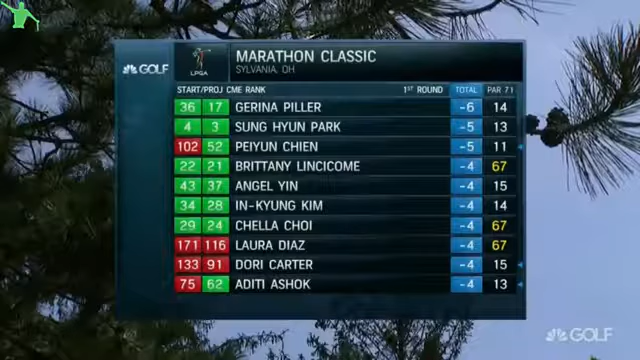 NBC GOLF
LPGA
MARATHON CLASSIC
SYLVANIA, OH
START/PROJ CME RANK 1ST ROUND TOTAL PAR 71
36 17 GERINA PILLER -6 14
4 3 SUNG HYUN PARK -5 13
102 52 PEIYUN CHIEN -5 11
22 21 BRITTANY LINCICOME -4 67
43 37 ANGEL YIN -4 15
34 28 IN-KYUNG KIM -4 14
29 24 CHELLA CHOI -4 67
171 116 LAURA DIAZ -4 67
133 91 DORI CARTER -4 15
75 62 ADITI ASHOK -4 13
GOLF